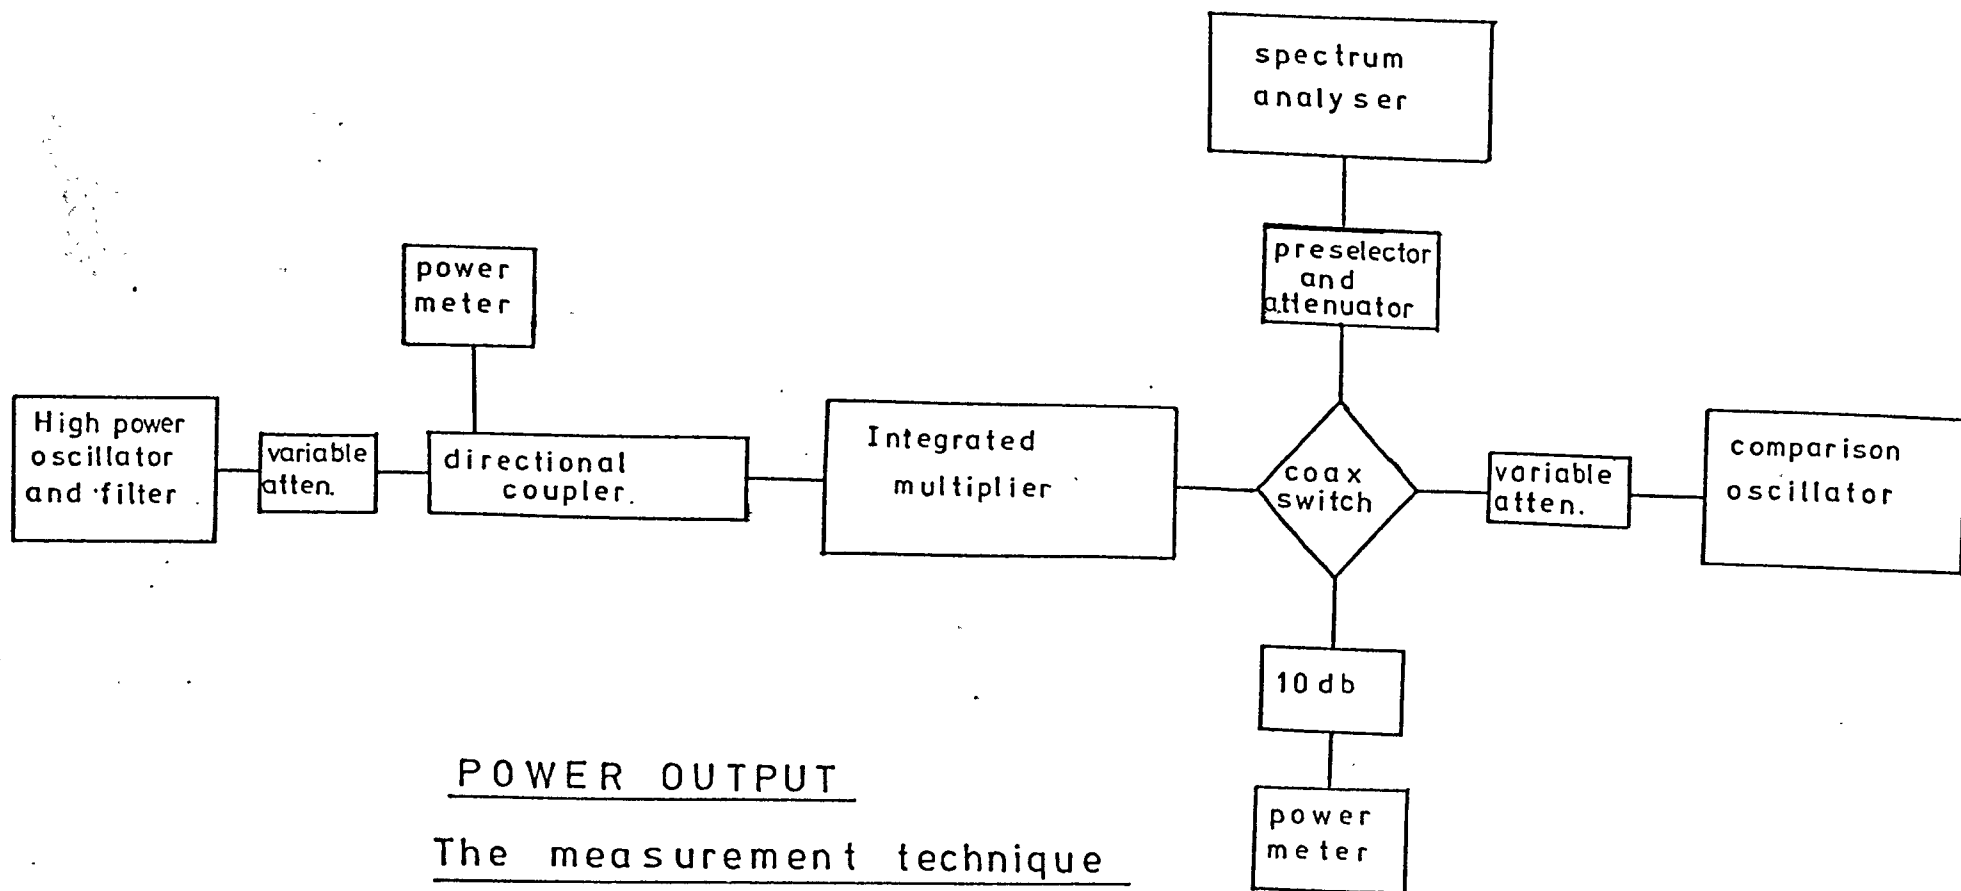 spectrum
analyser
preselector
and
attenuator
power
meter
High power
oscillator
and filter
variable
atten.
directional
coupler.
Integrated
multiplier
coax
switch
variable
atten.
comparison
oscillator
10 db
power
meter
POWER OUTPUT
The measurement technique